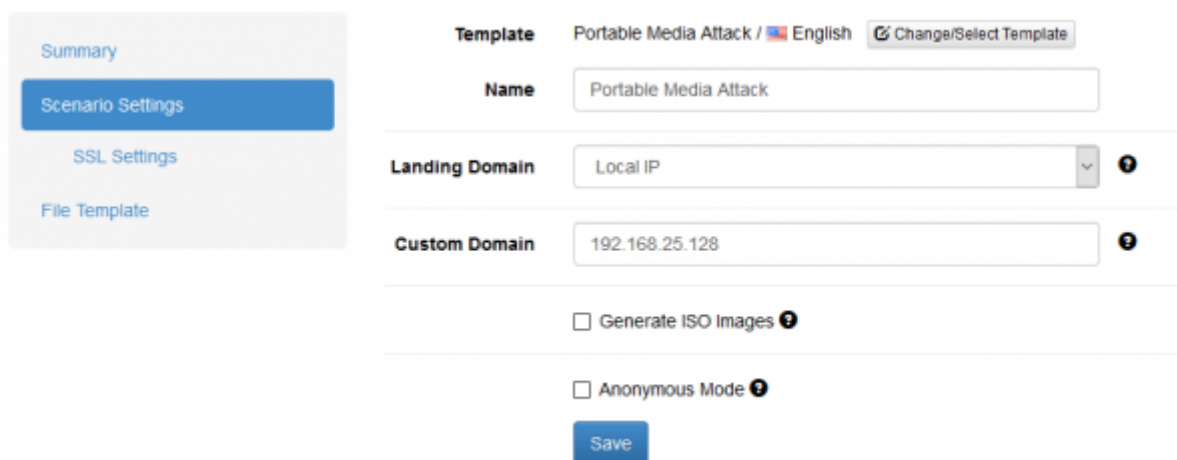 Summary
Scenario Settings
SSL Settings
File Template
Template Portable Media Attack / English Change/Select Template
Name Portable Media Attack
Landing Domain Local IP
Custom Domain 192.168.25.128
Generate ISO Images
Anonymous Mode
Save